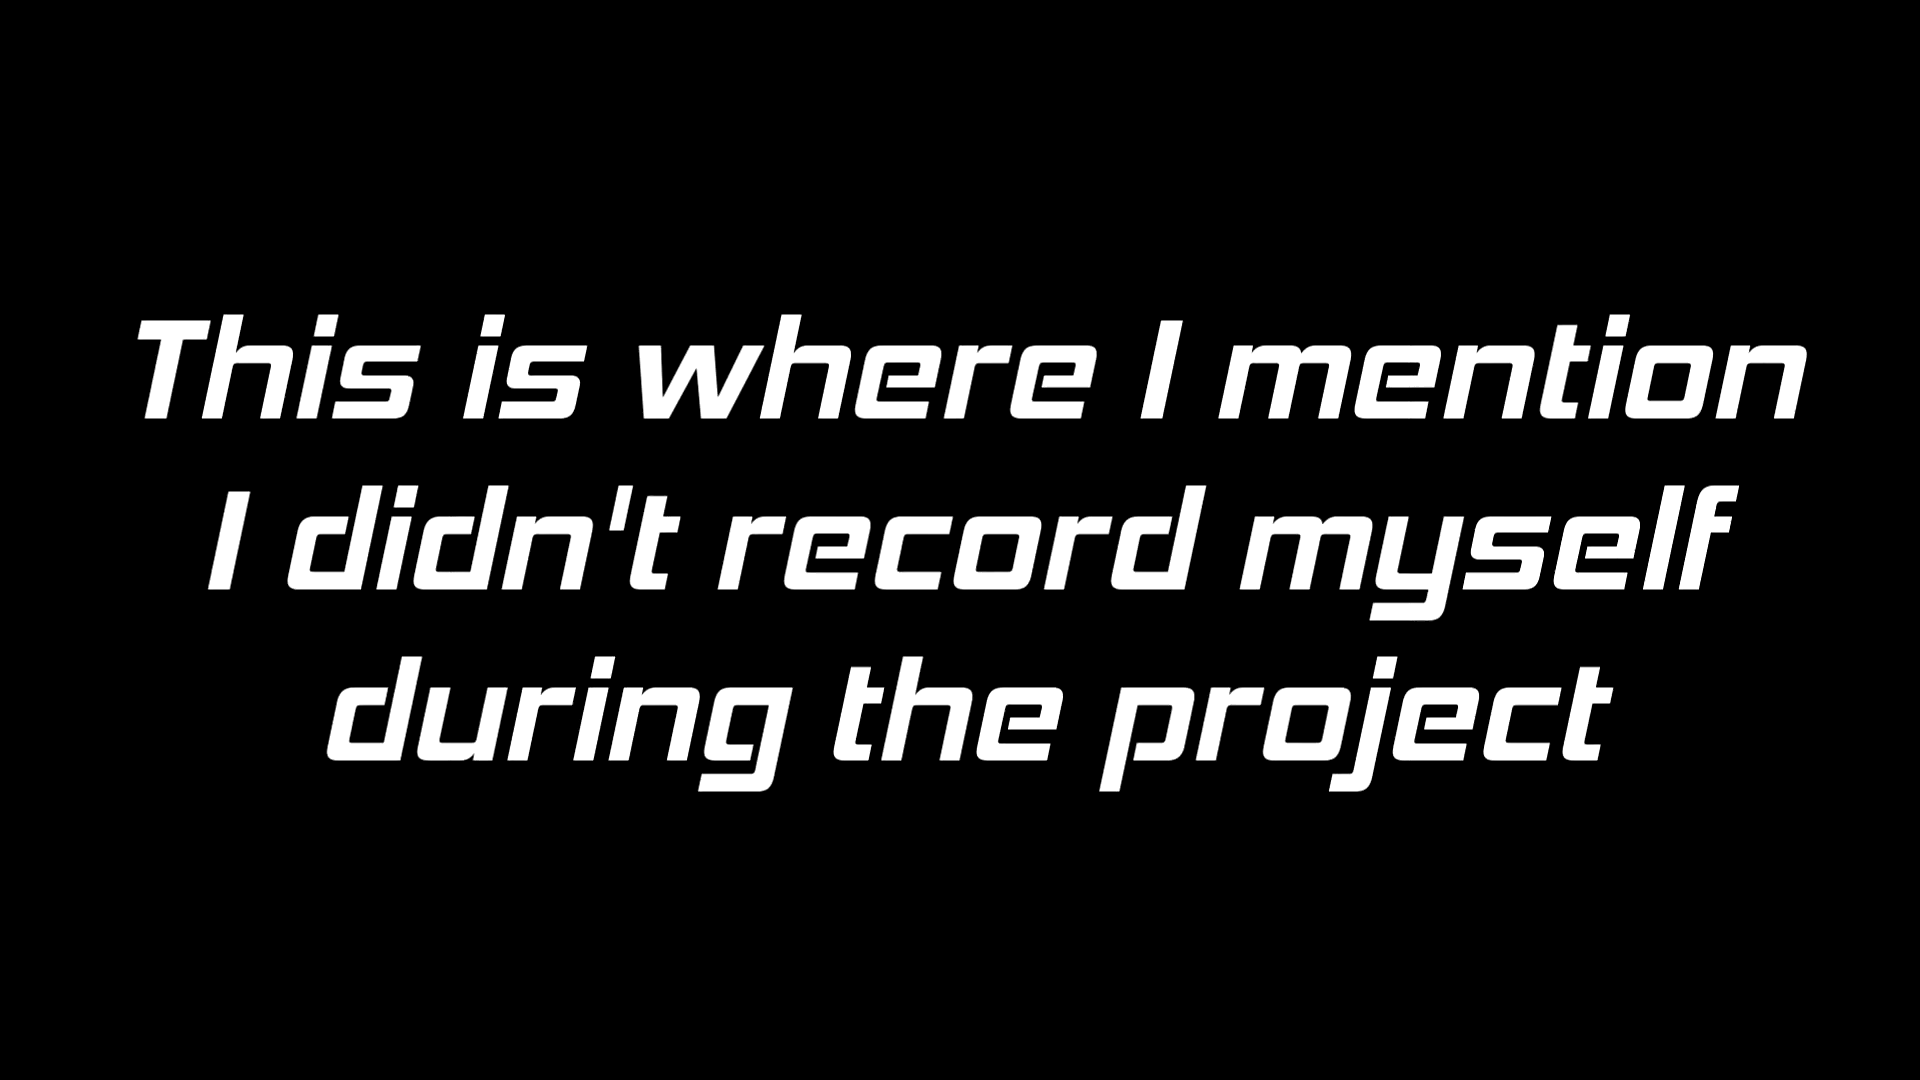 This is where I mention
I didn't record myself
during the project